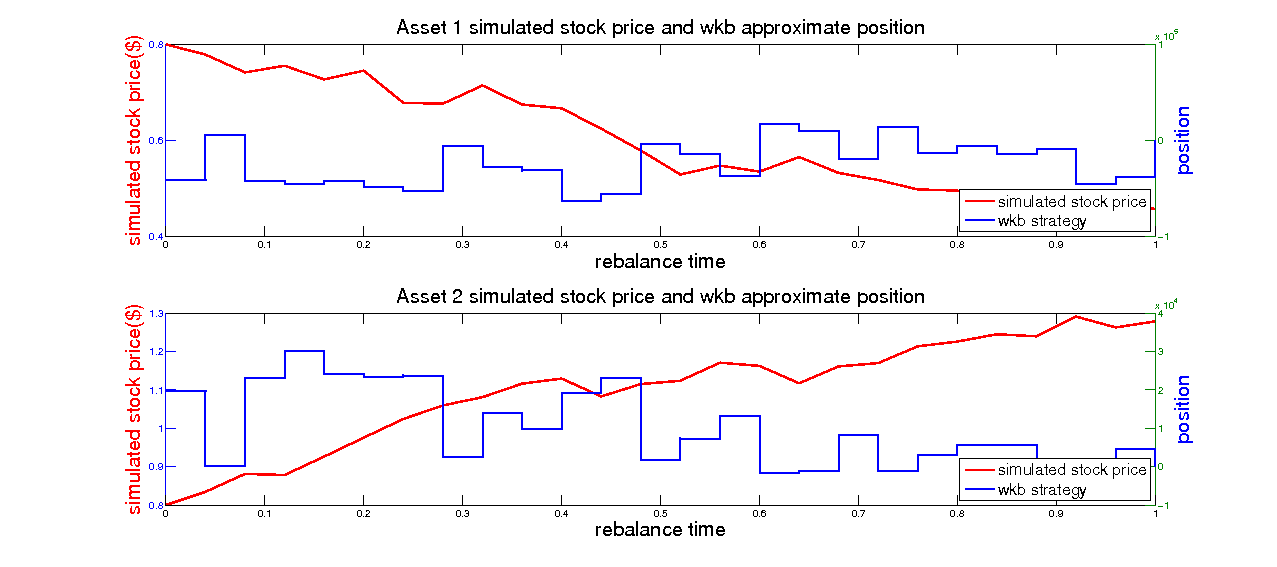 Asset 1 simulated stock price and wkb approximate position
x 10^5
simulated stock price($)
0.8
0.6
0.4
1
0
-1
position
simulated stock price
wkb strategy
0 0.1 0.2 0.3 0.4 0.5 0.6 0.7 0.8 0.9 1
rebalance time
Asset 2 simulated stock price and wkb approximate position
x 10^4
simulated stock price($)
1.3
1.2
1.1
1
0.9
0.8
4
3
2
1
0
-1
position
simulated stock price
wkb strategy
0 0.1 0.2 0.3 0.4 0.5 0.6 0.7 0.8 0.9 1
rebalance time